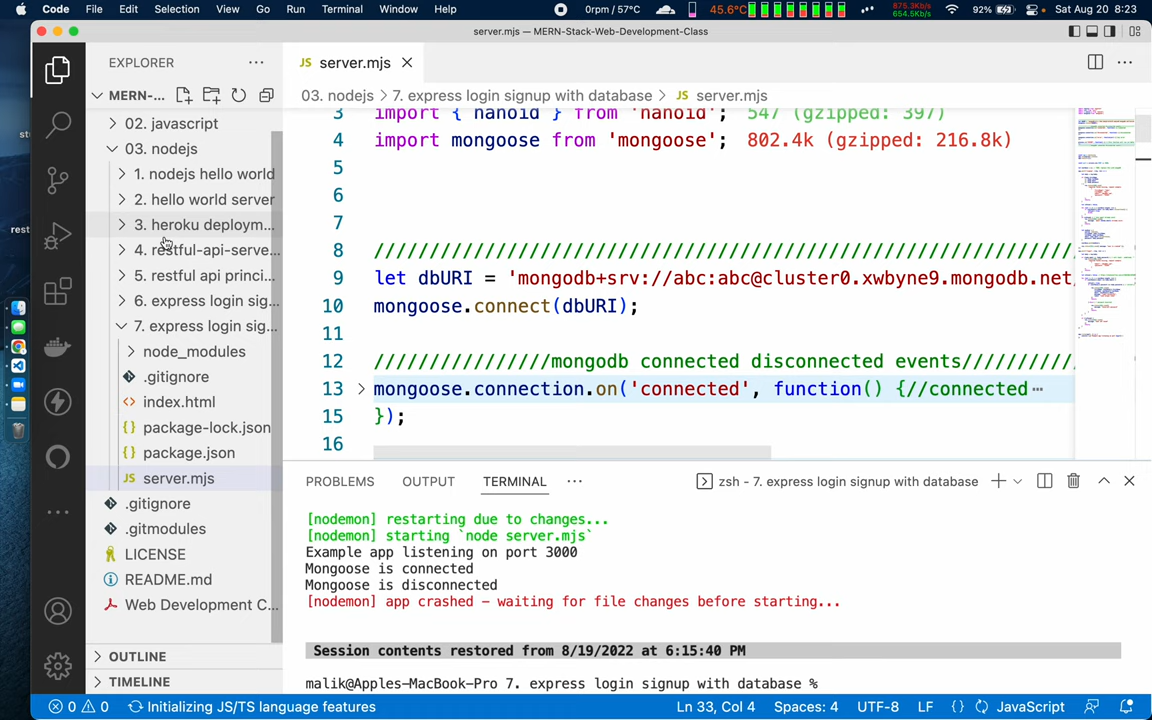 Code File Edit Selection View Go Run Terminal Window Help 0rpm / 57°C 45.6°C 875.3Kb/s 654.5Kb/s 92% Sat Aug 20 8:23
server.mjs — MERN-Stack-Web-Development-Class
EXPLORER
MERN-...
02. javascript
03. nodejs
1. nodejs hello world
2. hello world server
3. heroku deploym...
4. restful-api-serve...
5. restful api princi...
6. express login sig...
7. express login sig...
node_modules
.gitignore
index.html
package-lock.json
package.json
JS server.mjs
.gitignore
.gitmodules
LICENSE
README.md
Web Development C...
OUTLINE
TIMELINE
JS server.mjs
03. nodejs > 7. express login signup with database > JS server.mjs
3 import { nanoid } from 'nanoid'; 547 (gzipped: 397)
4 import mongoose from 'mongoose'; 802.4k (gzipped: 216.8k)
5
6
7
8 /////////////////////////////////////////////////////////////////
9 let dbURI = 'mongodb+srv://abc:abc@cluster0.xwbyne9.mongodb.net/
10 mongoose.connect(dbURI);
11
12 ////////////////mongodb connected disconnected events///////////
13 mongoose.connection.on('connected', function() {//connected⋯
15 });
16
PROBLEMS OUTPUT TERMINAL zsh - 7. express login signup with database
[nodemon] restarting due to changes...
[nodemon] starting `node server.mjs`
Example app listening on port 3000
Mongoose is connected
Mongoose is disconnected
[nodemon] app crashed - waiting for file changes before starting...
Session contents restored from 8/19/2022 at 6:15:40 PM
malik@Apples-MacBook-Pro 7. express login signup with database %
0 0 Initializing JS/TS language features Ln 33, Col 4 Spaces: 4 UTF-8 LF {} JavaScript